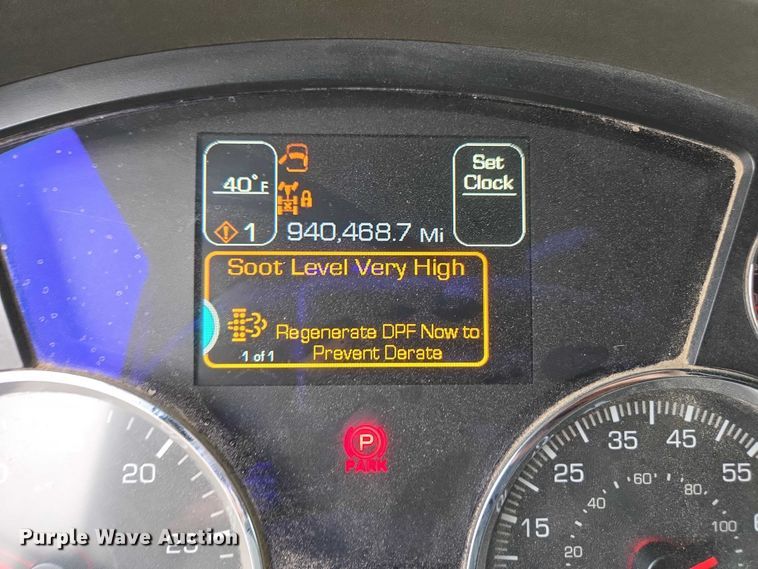 40°F
Set
Clock
1
940,468.7 Mi
Soot Level Very High
Regenerate DPF Now to
Prevent Derate
1 of 1
P
PARK
20
15
25
35
45
55
20
40
60
80
100
Purple Wave Auction